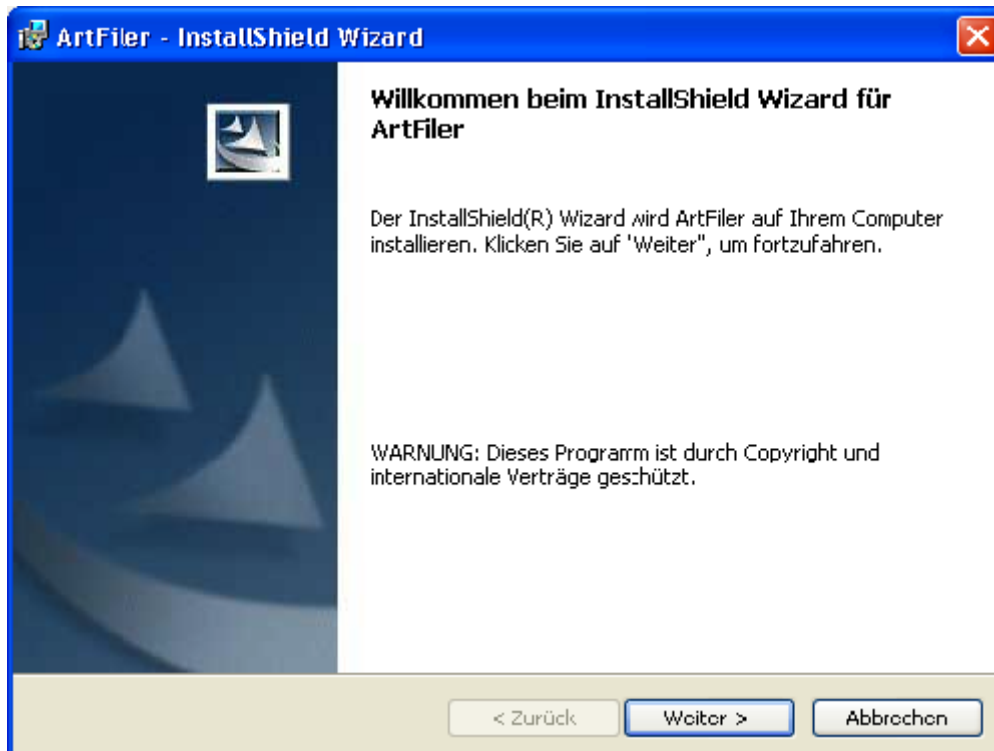 ArtFiler - InstallShield Wizard
Willkommen beim InstallShield Wizard für
ArtFiler
Der InstallShield(R) Wizard wird ArtFiler auf Ihrem Computer
installieren. Klicken Sie auf "Weiter", um fortzufahren.
WARNUNG: Dieses Programm ist durch Copyright und
internationale Verträge geschützt.
< Zurück
Weiter >
Abbrechen